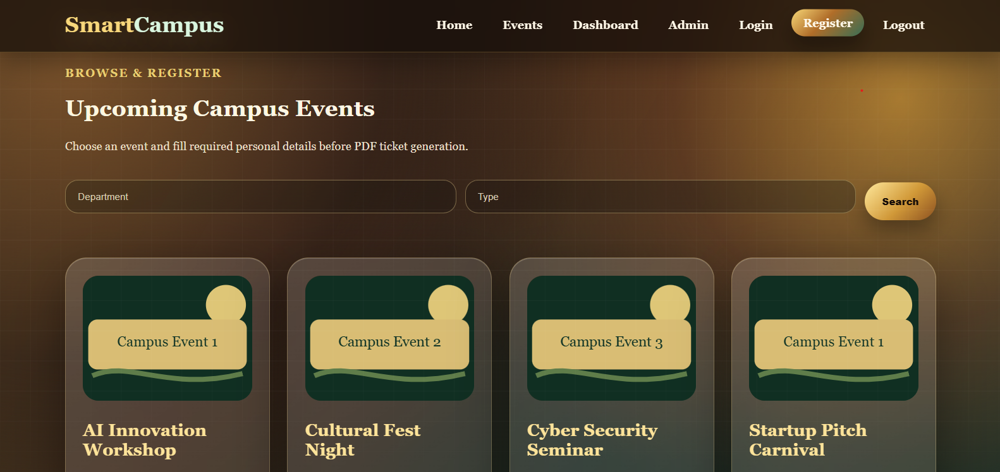 SmartCampus
Home Events Dashboard Admin Login Register Logout
BROWSE & REGISTER
Upcoming Campus Events
Choose an event and fill required personal details before PDF ticket generation.
Department Type Search
Campus Event 1
AI Innovation
Workshop
Campus Event 2
Cultural Fest
Night
Campus Event 3
Cyber Security
Seminar
Campus Event 1
Startup Pitch
Carnival